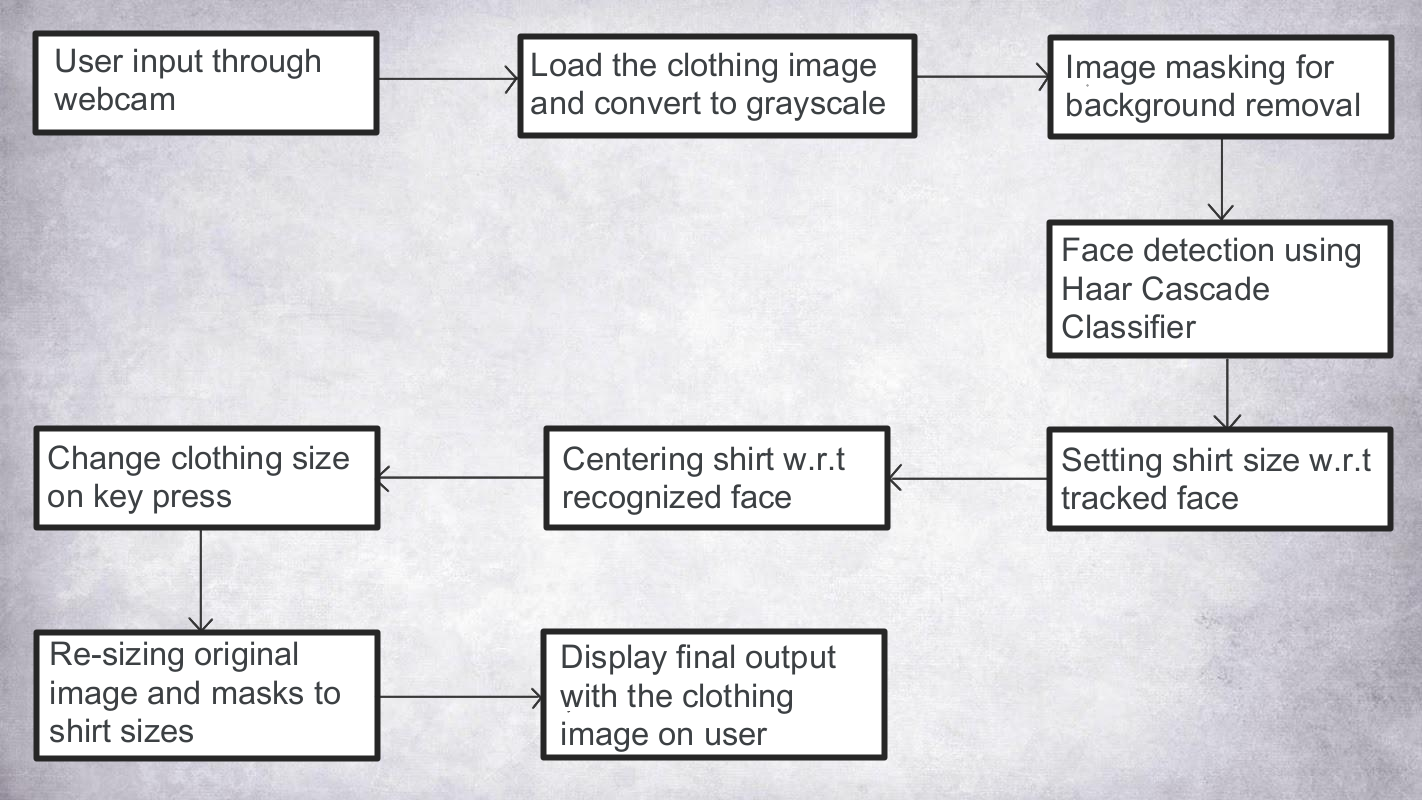 User input through
webcam
Load the clothing image
and convert to grayscale
Image masking for
background removal
Face detection using
Haar Cascade
Classifier
Setting shirt size w.r.t
tracked face
Centering shirt w.r.t
recognized face
Change clothing size
on key press
Re-sizing original
image and masks to
shirt sizes
Display final output
with the clothing
image on user